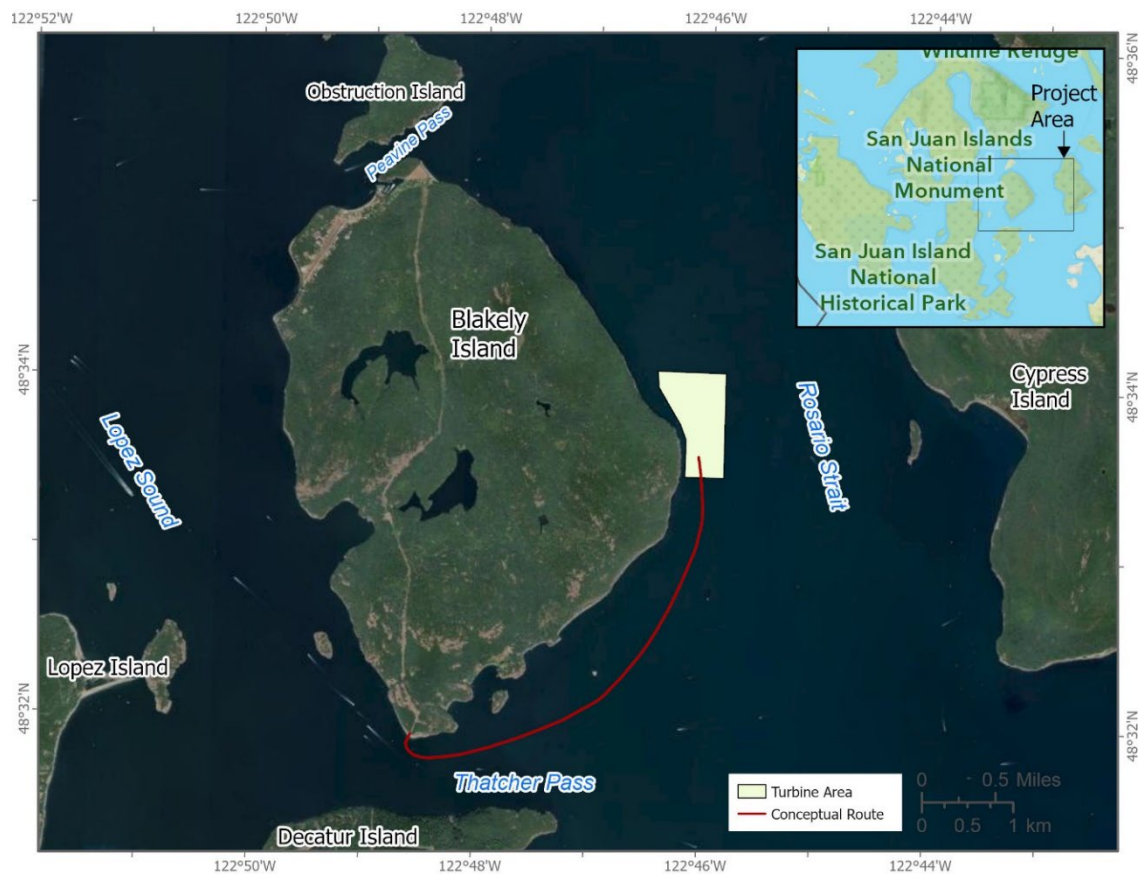 122°52'W
122°50'W
122°48'W
122°46'W
122°44'W
48°36'N
Wildlife Refuge
Project
Area
San Juan Islands
National
Monument
San Juan Island
National
Historical Park
Obstruction Island
Peavine Pass
Blakely
Island
48°34'N
48°34'N
Cypress
Island
Rosario Strait
Lopez Sound
Lopez Island
48°32'N
48°32'N
Thatcher Pass
Decatur Island
Turbine Area
Conceptual Route
0 0.5 Miles
0 0.5 1 km
122°50'W
122°48'W
122°46'W
122°44'W